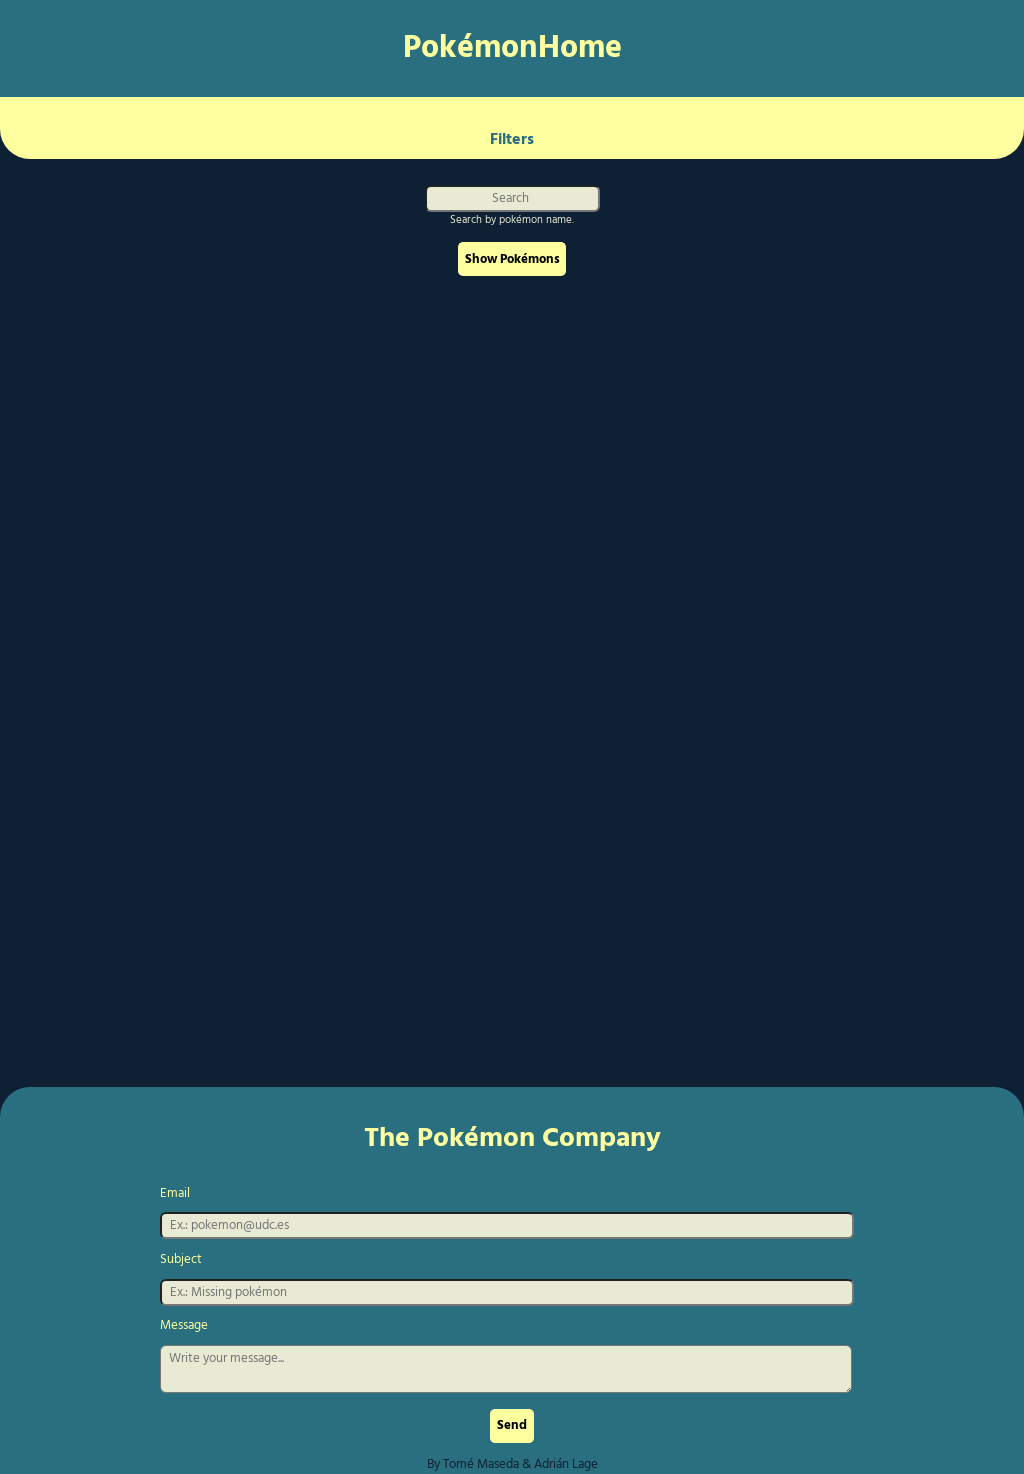 PokémonHome
Filters
Search
Search by pokémon name.
Show Pokémons
The Pokémon Company
Email
Ex.: pokemon@udc.es
Subject
Ex.: Missing pokémon
Message
Write your message...
Send
By Tomé Maseda & Adrián Lage